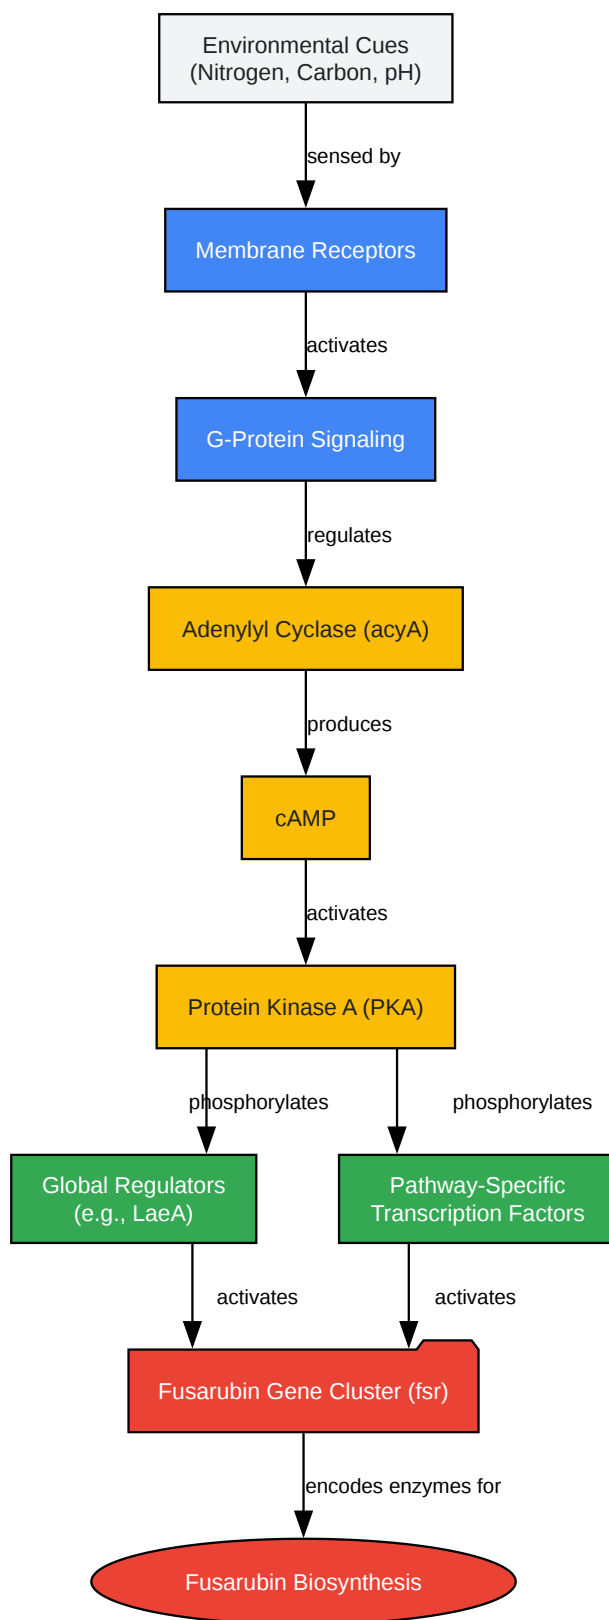 Environmental Cues
(Nitrogen, Carbon, pH)
sensed by
Membrane Receptors
activates
G-Protein Signaling
regulates
Adenylyl Cyclase (acyA)
produces
cAMP
activates
Protein Kinase A (PKA)
phosphorylates
phosphorylates
Global Regulators
(e.g., LaeA)
Pathway-Specific
Transcription Factors
activates
activates
Fusarubin Gene Cluster (fsr)
encodes enzymes for
Fusarubin Biosynthesis